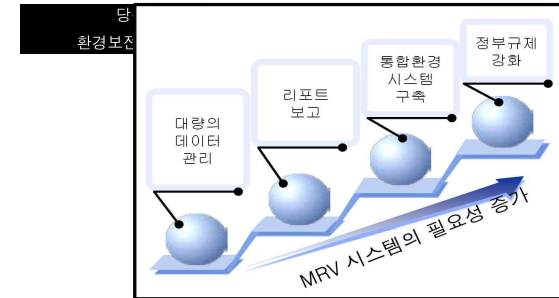 당
환경보전
대량의
데이터
관리
리포트
보고
통합환경
시스템
구축
정부규제
강화
MRV 시스템의 필요성 증가